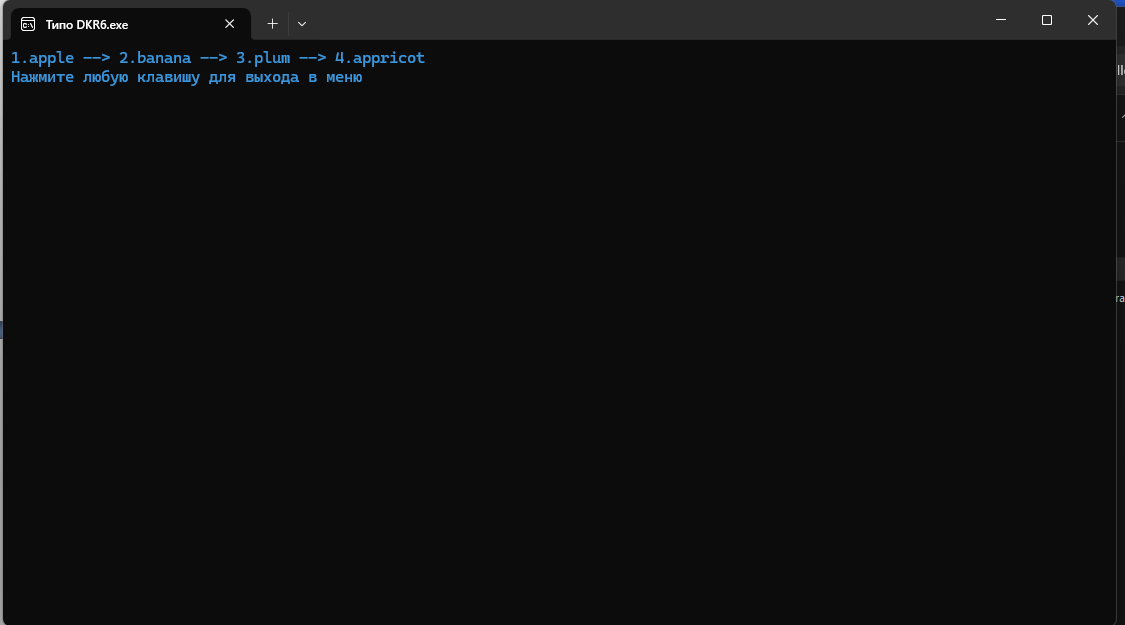 Типо DKR6.exe
1.apple --> 2.banana --> 3.plum --> 4.appricot
Нажмите любую клавишу для выхода в меню